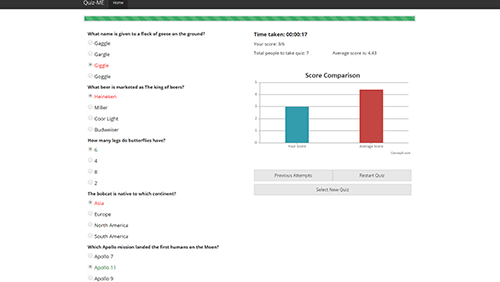 Quiz-ME Home
What name is given to a fleck of geese on the ground?
Gaggle
Gargle
Giggle
Goggle
What beer is marketed as The king of beers?
Heineken
Miller
Coor Light
Budweiser
How many legs do butterflies have?
6
4
8
2
The bobcat is native to which continent?
Asia
Europe
North America
South America
Which Apollo mission landed the first humans on the Moon?
Apollo 7
Apollo 11
Apollo 9
Time taken: 00:00:17
Your score: 3/6
Total people to take quiz: 7 Average score is: 4.43
Score Comparison
5
4
3
2
1
0
Your Score Average Score
Previous Attempts Restart Quiz
Select New Quiz